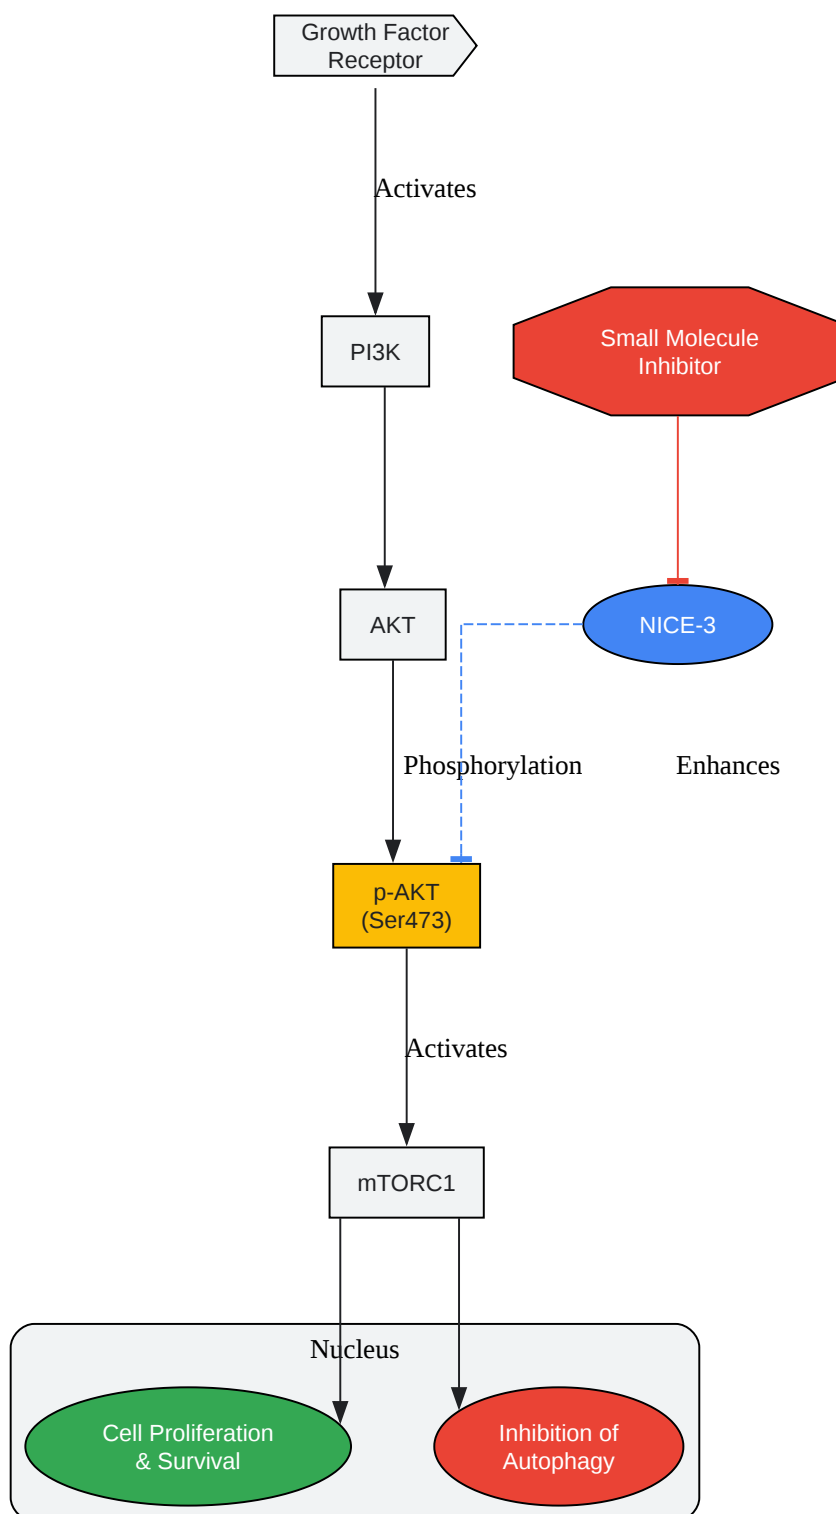 Growth Factor
Receptor
Activates
PI3K
Small Molecule
Inhibitor
AKT
NICE-3
Phosphorylation
Enhances
p-AKT
(Ser473)
Activates
mTORC1
Nucleus
Cell Proliferation
& Survival
Inhibition of
Autophagy